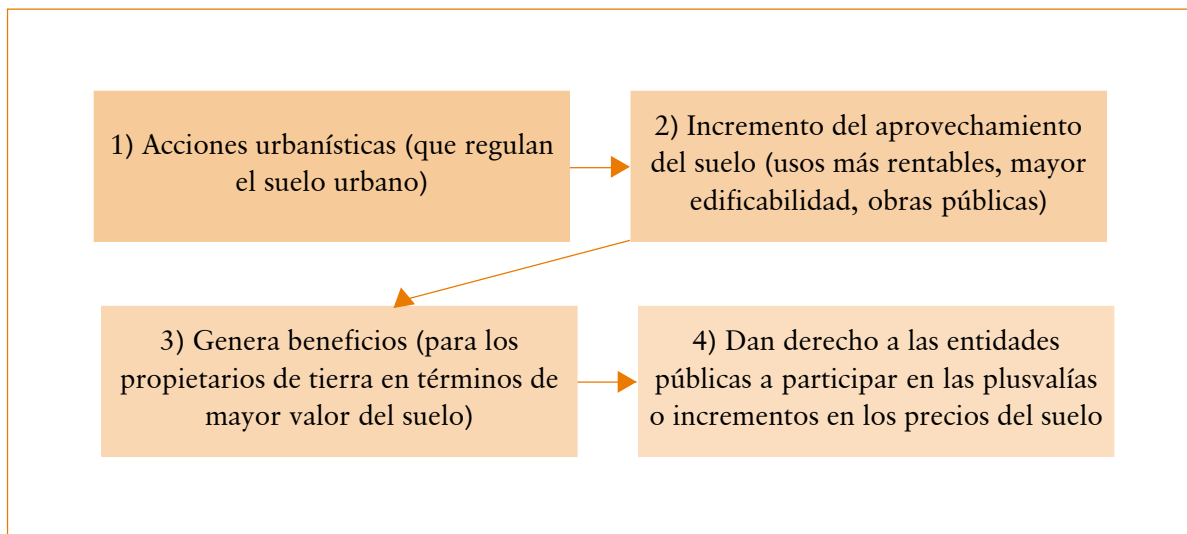 1) Acciones urbanísticas (que regulan
el suelo urbano)
2) Incremento del aprovechamiento
del suelo (usos más rentables, mayor
edificabilidad, obras públicas)
3) Genera beneficios (para los
propietarios de tierra en términos de
mayor valor del suelo)
4) Dan derecho a las entidades
públicas a participar en las plusvalías
o incrementos en los precios del suelo